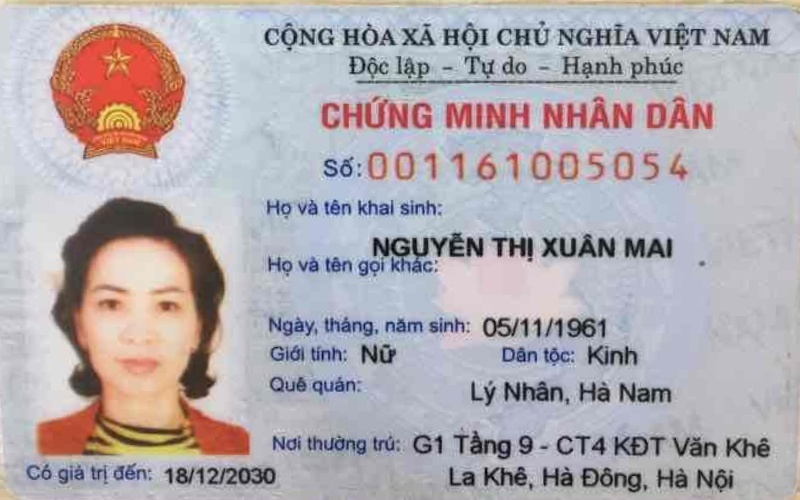 CỘNG HÒA XÃ HỘI CHỦ NGHĨA VIỆT NAM
Độc lập - Tự do - Hạnh phúc
CHỨNG MINH NHÂN DÂN
Số: 001161005054
Họ và tên khai sinh:
NGUYỄN THỊ XUÂN MAI
Họ và tên gọi khác:
Ngày, tháng, năm sinh: 05/11/1961
Giới tính: Nữ Dân tộc: Kinh
Quê quán: Lý Nhân, Hà Nam
Nơi thường trú: G1 Tầng 9 - CT4 KĐT Văn Khê
La Khê, Hà Đông, Hà Nội
Có giá trị đến: 18/12/2030